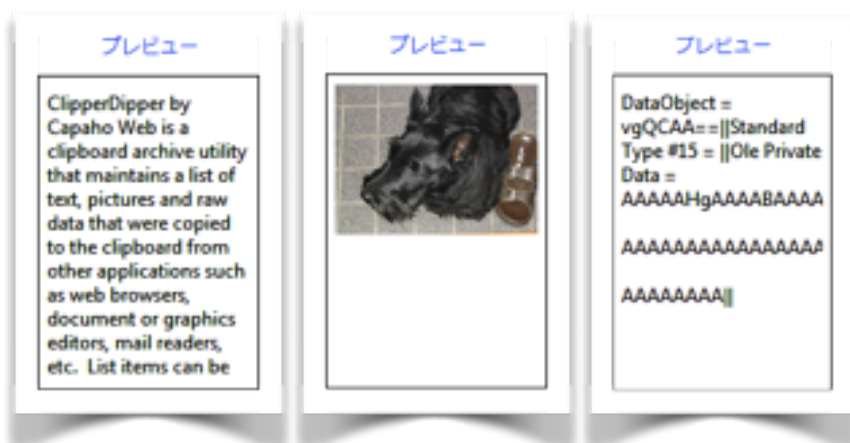 プレビュー
ClipperDipper by
Capaho Web is a
clipboard archive utility
that maintains a list of
text, pictures and raw
data that were copied
to the clipboard from
other applications such
as web browsers,
document or graphics
editors, mail readers,
etc. List items can be
プレビュー
プレビュー
DataObject =
vgQCAA==||Standard
Type #15 = ||Ole Private
Data =
AAAAAHgAAAABAAAA
AAAAAAAAAAAAAAAA
AAAAAAAA||